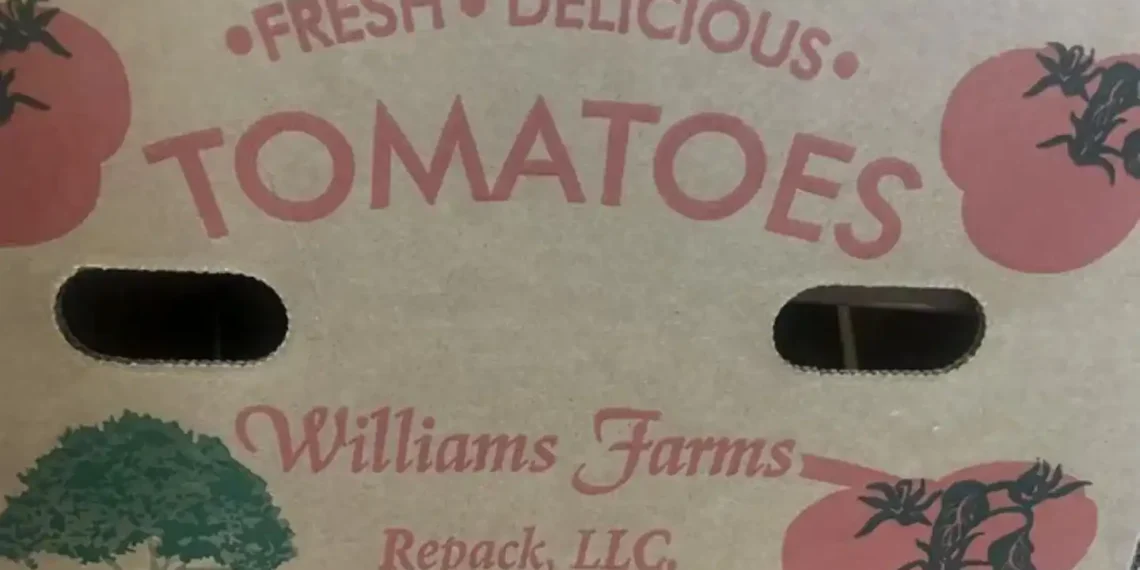 •FRESH•DELICIOUS•
TOMATOES
Williams Farms
Repack, LLC.